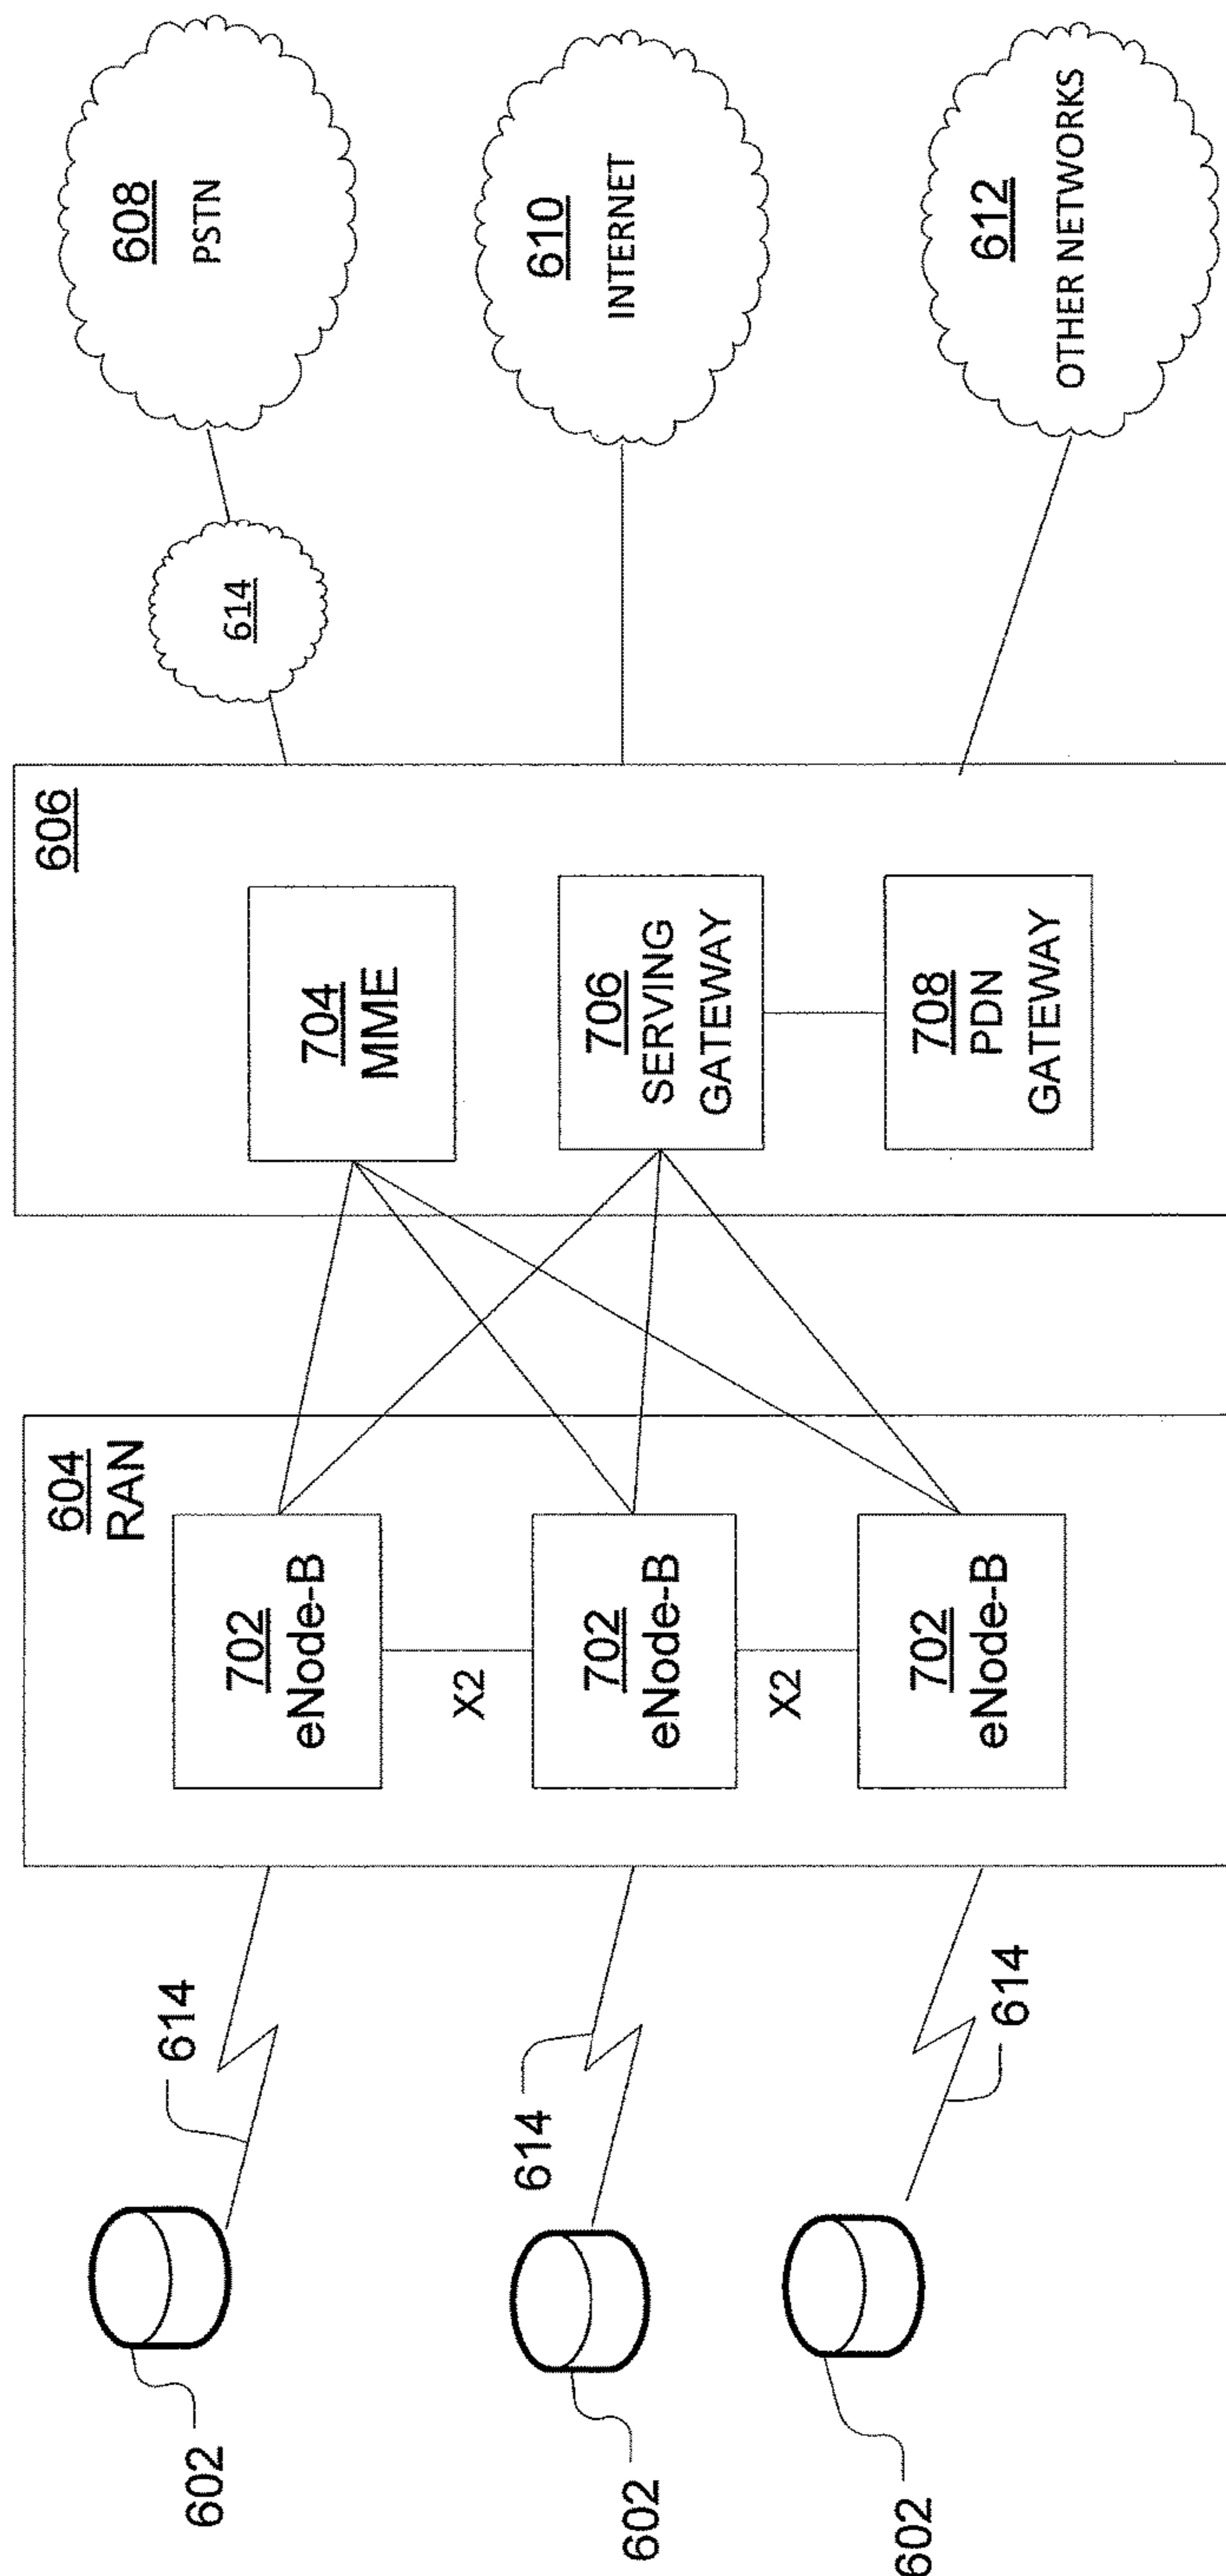 608
PSTN
614
610
INTERNET
612
OTHER NETWORKS
606
704
MME
706
SERVING
GATEWAY
708
PDN
GATEWAY
604
RAN
702
eNode-B
X2
702
eNode-B
X2
702
eNode-B
614
614
614
602
602
602